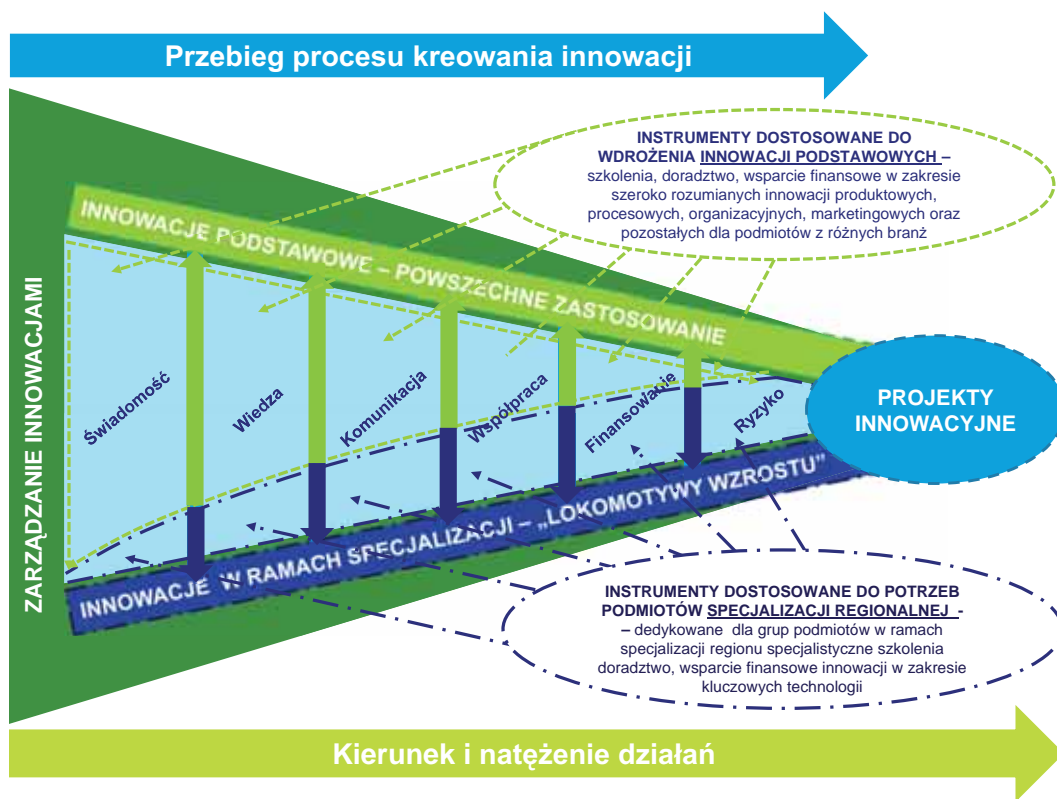 Przebieg procesu kreowania innowacji
INSTRUMENTY DOSTOSOWANE DO
WDROŻENIA INNOWACJI PODSTAWOWYCH –
szkolenia, doradztwo, wsparcie finansowe w zakresie
szeroko rozumianych innowacji produktowych,
procesowych, organizacyjnych, marketingowych oraz
pozostałych dla podmiotów z różnych branż
ZARZĄDZANIE INNOWACJAMI
INNOWACJE PODSTAWOWE – POWSZECHNE ZASTOSOWANIE
Świadomość
Wiedza
Komunikacja
Współpraca
Finansowanie
Ryzyko
PROJEKTY
INNOWACYJNE
INNOWACJE W RAMACH SPECJALIZACJI – „LOKOMOTYWY WZROSTU”
INSTRUMENTY DOSTOSOWANE DO POTRZEB
PODMIOTÓW SPECJALIZACJI REGIONALNEJ -
– dedykowane dla grup podmiotów w ramach
specjalizacji regionu specjalistyczne szkolenia
doradztwo, wsparcie finansowe innowacji w zakresie
kluczowych technologii
Kierunek i natężenie działań